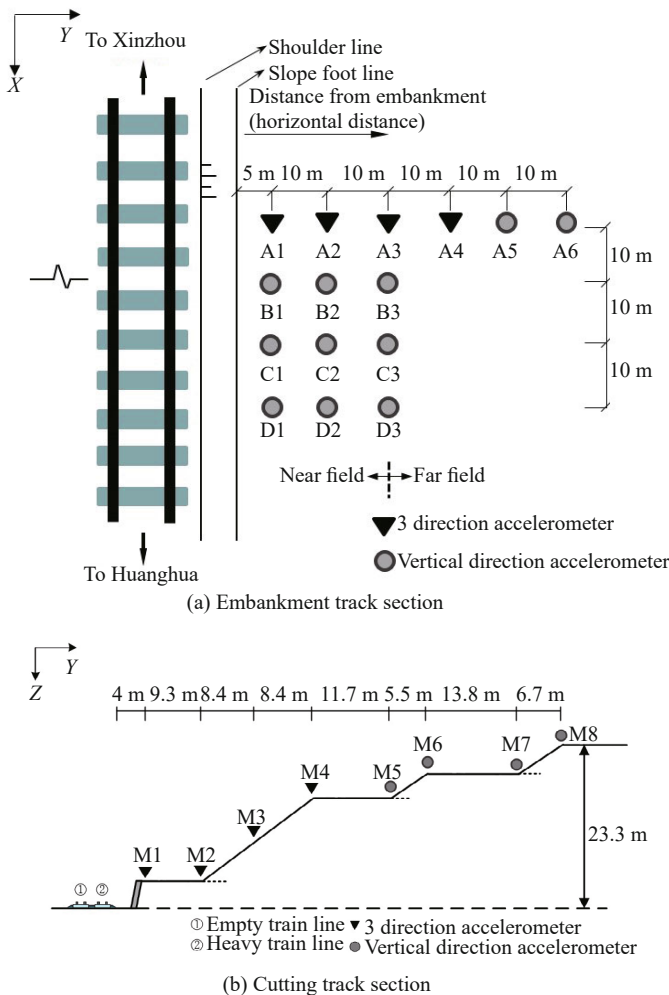 Y
To Xinzhou
X
Shoulder line
Slope foot line
Distance from embankment
(horizontal distance)
5 m 10 m 10 m 10 m 10 m 10 m
A1 A2 A3 A4 A5 A6
10 m
B1 B2 B3
10 m
C1 C2 C3
10 m
D1 D2 D3
Near field Far field
3 direction accelerometer
Vertical direction accelerometer
To Huanghua
(a) Embankment track section
Y
Z
4 m 9.3 m 8.4 m 8.4 m 11.7 m 5.5 m 13.8 m 6.7 m
M8
M6 M7
M4 M5
M3
23.3 m
M1 M2
① ②
① Empty train line 3 direction accelerometer
② Heavy train line Vertical direction accelerometer
(b) Cutting track section